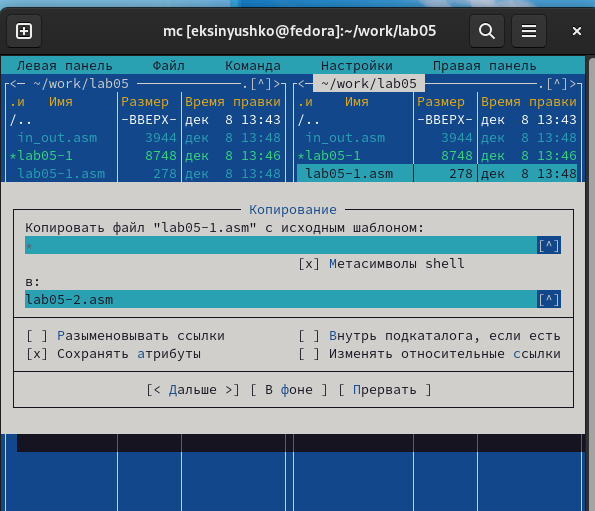 mc [eksinyushko@fedora]:~/work/lab05
Левая панель Файл Команда Настройки Правая панель
<─ ~/work/lab05 ─.[^]>┐┌<─ ~/work/lab05 ─.[^]>
.и Имя Размер Время правки .и Имя Размер Время правки
/.. -ВВЕРХ- дек 8 13:43 /.. -ВВЕРХ- дек 8 13:43
in_out.asm 3944 дек 8 13:48 in_out.asm 3944 дек 8 13:48
*lab05-1 8748 дек 8 13:46 *lab05-1 8748 дек 8 13:46
lab05-1.asm 278 дек 8 13:48 lab05-1.asm 278 дек 8 13:48
Копирование
Копировать файл "lab05-1.asm" с исходным шаблоном:
* [^]
[x] Метасимволы shell
в:
lab05-2.asm [^]
[ ] Разыменовывать ссылки [ ] Внутрь подкаталога, если есть
[x] Сохранять атрибуты [ ] Изменять относительные ссылки
[< Дальше >] [ В фоне ] [ Прервать ]